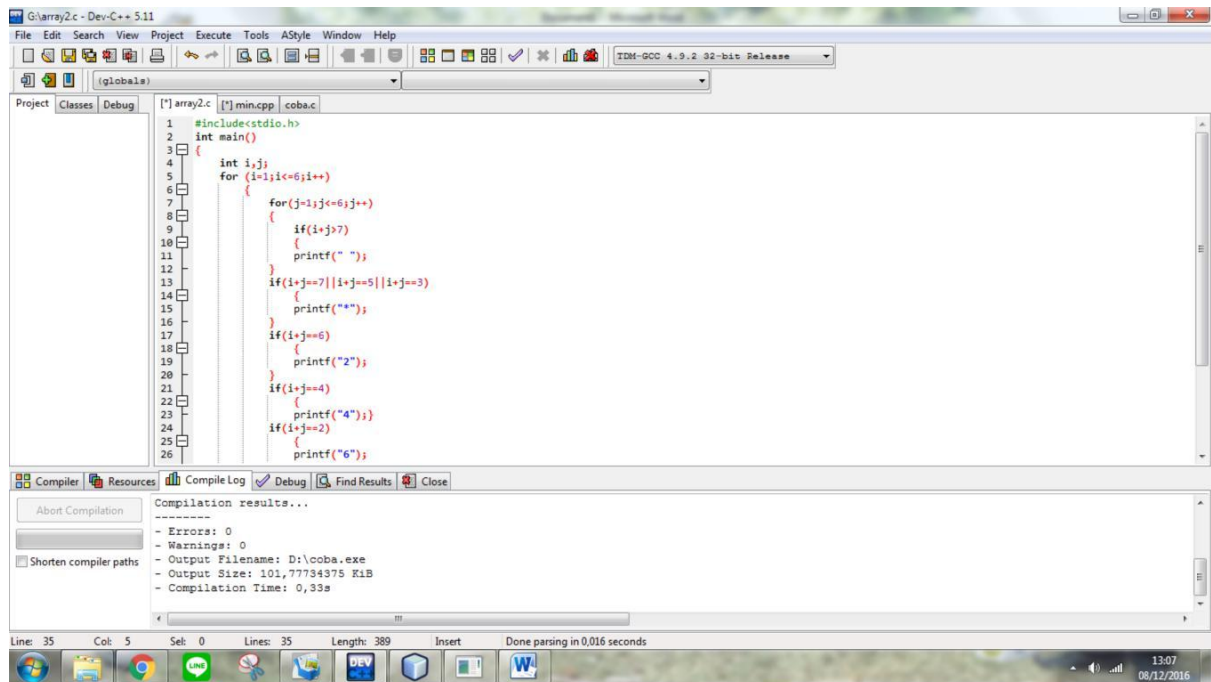 G:\array2.c - Dev-C++ 5.11
File Edit Search View Project Execute Tools AStyle Window Help
TDM-GCC 4.9.2 32-bit Release
(globals)
Project Classes Debug [*] array2.c [*] min.cpp coba.c
1 #include<stdio.h>
2 int main()
3 {
4 int i,j;
5 for (i=1;i<=6;i++)
6 {
7 for(j=1;j<=6;j++)
8 {
9 if(i+j>7)
10 {
11 printf(" ");
12 }
13 if(i+j==7||i+j==5||i+j==3)
14 {
15 printf("*");
16 }
17 if(i+j==6)
18 {
19 printf("2");
20 }
21 if(i+j==4)
22 {
23 printf("4");}
24 if(i+j==2)
25 {
26 printf("6");
Compiler Resources Compile Log Debug Find Results Close
Abort Compilation
Shorten compiler paths
Compilation results...
--------
- Errors: 0
- Warnings: 0
- Output Filename: D:\coba.exe
- Output Size: 101,77734375 KiB
- Compilation Time: 0,33s
Line: 35 Col: 5 Sel: 0 Lines: 35 Length: 389 Insert Done parsing in 0,016 seconds
LINE
DEV
W
13:07
08/12/2016